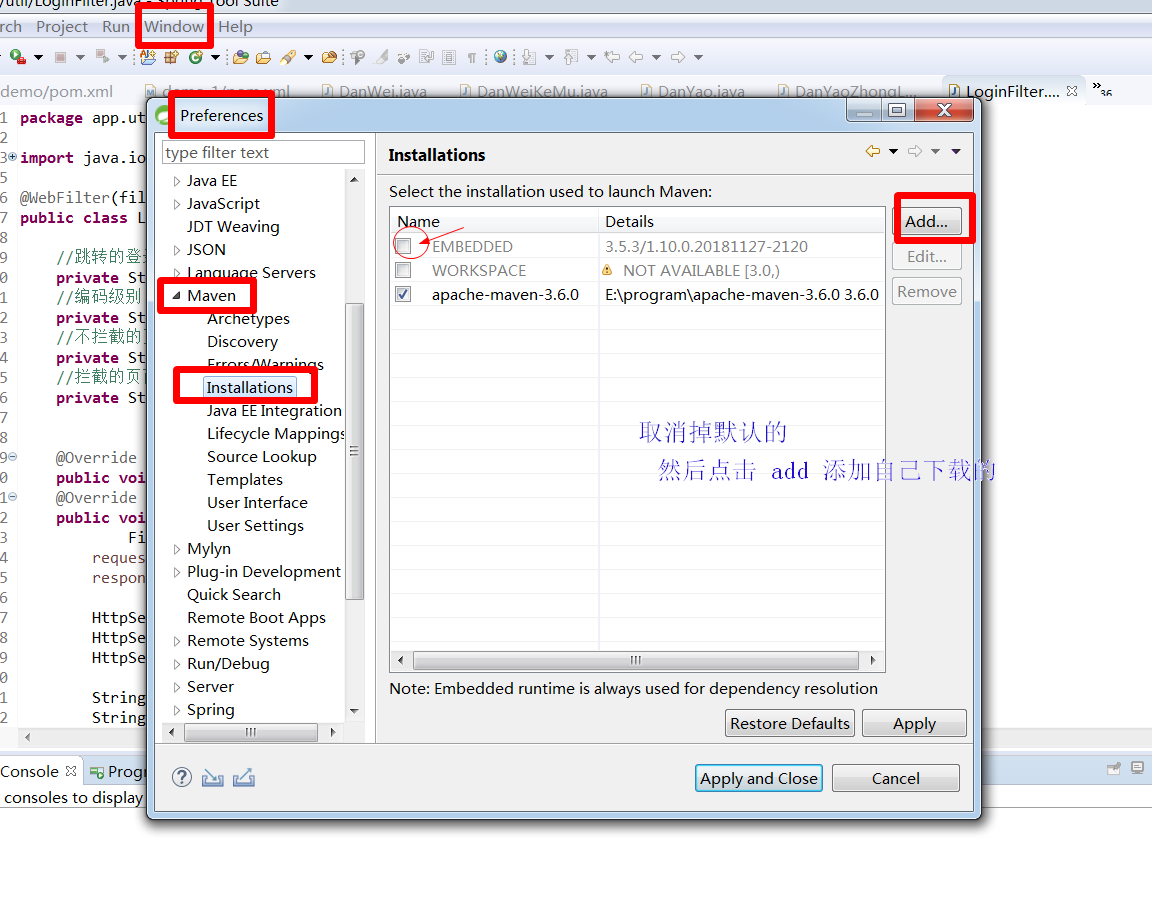 /util/LoginFilter.java - Spring Tool Suite
rch Project Run Window Help
demo/pom.xml demo-1/pom.xml DanWei.java DanWeiKeMu.java DanYao.java DanYaoZhongL... LoginFilter.... »36
Preferences
1 package app.ut
2
3 import java.io
5
6 @WebFilter(fil
7 public class L
8
9 //跳转的登录
0 private St
1 //编码级别
2 private St
3 //不拦截的
4 private St
5 //拦截的页面
6 private St
7
8
9 @Override
0 public voi
1 @Override
2 public voi
3 Fi
4 reques
5 respon
6
7 HttpSe
8 HttpSe
9 HttpSe
0
1 String
2 String
type filter text
Java EE
JavaScript
JDT Weaving
JSON
Language Servers
Maven
Archetypes
Discovery
Errors/Warnings
Installations
Java EE Integration
Lifecycle Mappings
Source Lookup
Templates
User Interface
User Settings
Mylyn
Plug-in Development
Quick Search
Remote Boot Apps
Remote Systems
Run/Debug
Server
Spring
Installations
Select the installation used to launch Maven:
Name Details
EMBEDDED 3.5.3/1.10.0.20181127-2120
WORKSPACE NOT AVAILABLE [3.0,)
apache-maven-3.6.0 E:\program\apache-maven-3.6.0 3.6.0
Add...
Edit...
Remove
取消掉默认的
然后点击 add 添加自己下载的
Note: Embedded runtime is always used for dependency resolution
Restore Defaults Apply
Apply and Close Cancel
Console Progr
consoles to display